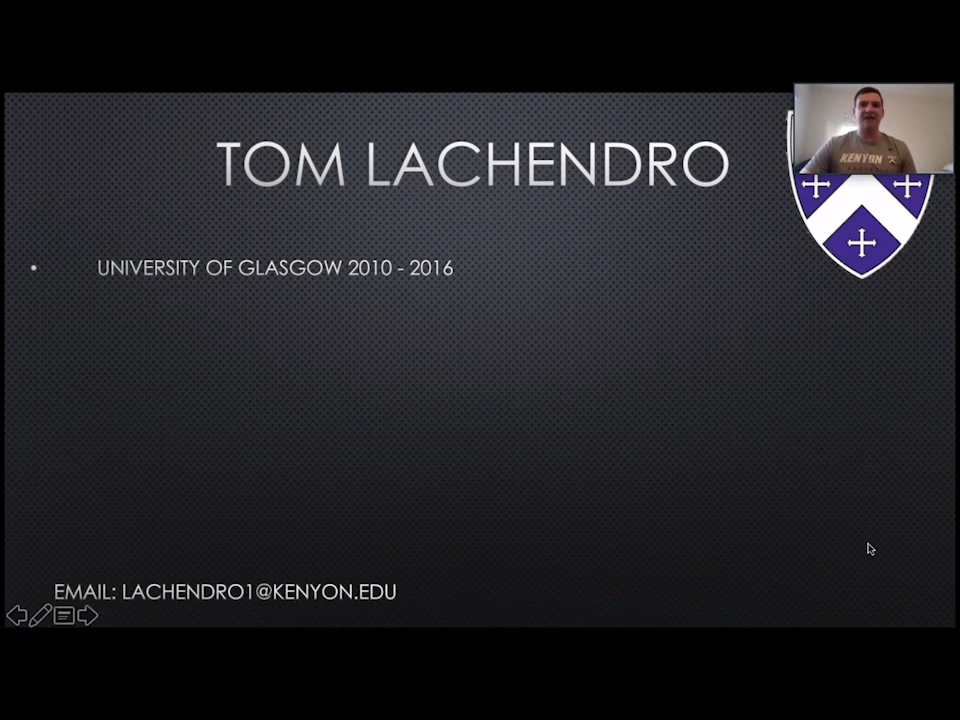 TOM LACHENDRO
KENYON
• UNIVERSITY OF GLASGOW 2010 - 2016
EMAIL: LACHENDRO1@KENYON.EDU